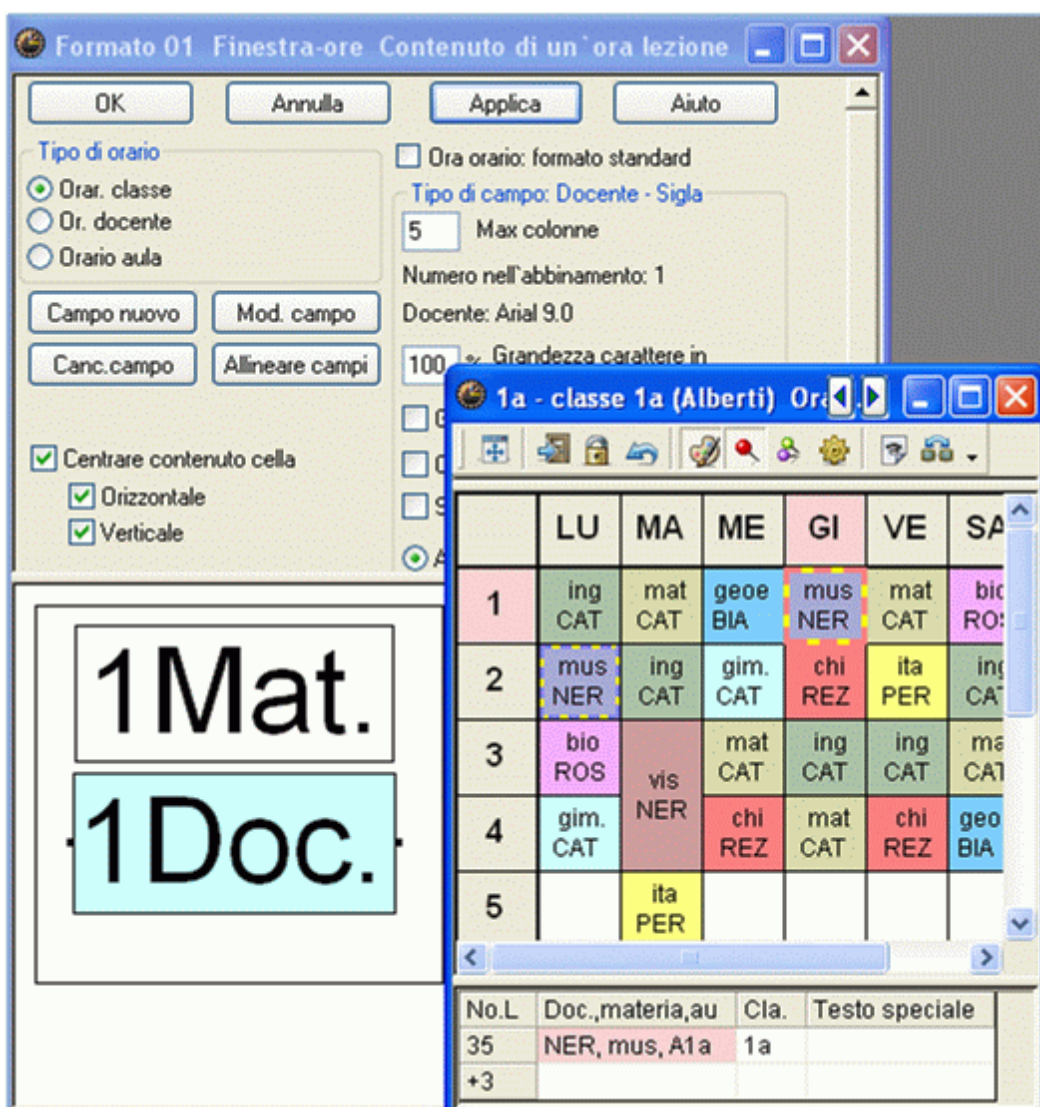 Formato 01 Finestra-ore Contenuto di un`ora lezione
OK Annulla Applica Aiuto
Tipo di orario
Orar. classe
Or. docente
Orario aula
Campo nuovo Mod. campo
Canc.campo Allineare campi
Centrare contenuto cella
Orizzontale
Verticale
Ora orario: formato standard
Tipo di campo: Docente - Sigla
5 Max colonne
Numero nell`abbinamento: 1
Docente: Arial 9.0
100 % Grandezza carattere in
1Mat.
1Doc.
1a - classe 1a (Alberti)
LU MA ME GI VE SA
1 ing mat geoe mus mat
CAT CAT BIA NER CAT
2 mus ing gim. chi ita
NER CAT CAT REZ PER
3 bio vis mat ing ing
ROS NER CAT CAT CAT
4 gim. chi mat chi geo
CAT REZ CAT REZ BIA
5 ita
PER
No.L Doc.,materia,au Cla. Testo speciale
35 NER, mus, A1a 1a
+3